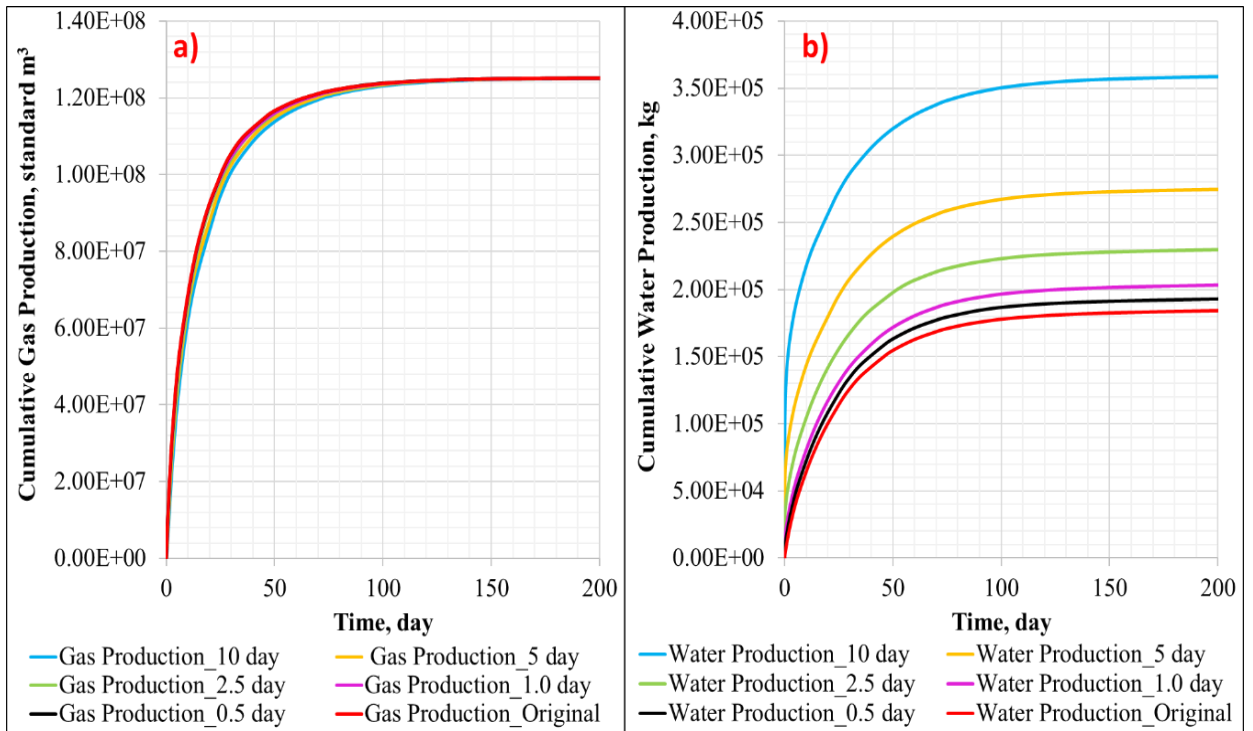 a)
Cumulative Gas Production, standard m³
1.40E+08
1.20E+08
1.00E+08
8.00E+07
6.00E+07
4.00E+07
2.00E+07
0.00E+00
0 50 100 150 200
Time, day
Gas Production_10 day Gas Production_5 day
Gas Production_2.5 day Gas Production_1.0 day
Gas Production_0.5 day Gas Production_Original
b)
Cumulative Water Production, kg
4.00E+05
3.50E+05
3.00E+05
2.50E+05
2.00E+05
1.50E+05
1.00E+05
5.00E+04
0.00E+00
0 50 100 150 200
Time, day
Water Production_10 day Water Production_5 day
Water Production_2.5 day Water Production_1.0 day
Water Production_0.5 day Water Production_Original